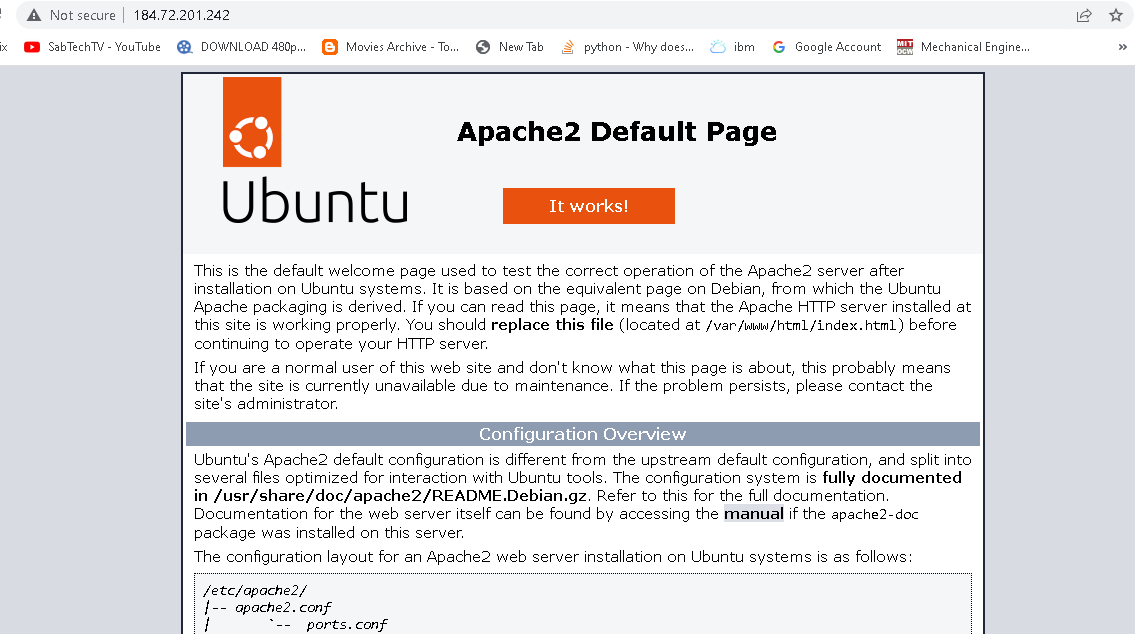 Not secure | 184.72.201.242
ix SabTechTV - YouTube DOWNLOAD 480p... Movies Archive - To... New Tab python - Why does... ibm Google Account MIT OCW Mechanical Engine... »
Apache2 Default Page
Ubuntu
It works!
This is the default welcome page used to test the correct operation of the Apache2 server after
installation on Ubuntu systems. It is based on the equivalent page on Debian, from which the Ubuntu
Apache packaging is derived. If you can read this page, it means that the Apache HTTP server installed at
this site is working properly. You should replace this file (located at /var/www/html/index.html) before
continuing to operate your HTTP server.
If you are a normal user of this web site and don't know what this page is about, this probably means
that the site is currently unavailable due to maintenance. If the problem persists, please contact the
site's administrator.
Configuration Overview
Ubuntu's Apache2 default configuration is different from the upstream default configuration, and split into
several files optimized for interaction with Ubuntu tools. The configuration system is fully documented
in /usr/share/doc/apache2/README.Debian.gz. Refer to this for the full documentation.
Documentation for the web server itself can be found by accessing the manual if the apache2-doc
package was installed on this server.
The configuration layout for an Apache2 web server installation on Ubuntu systems is as follows:
/etc/apache2/
|-- apache2.conf
|       `--  ports.conf